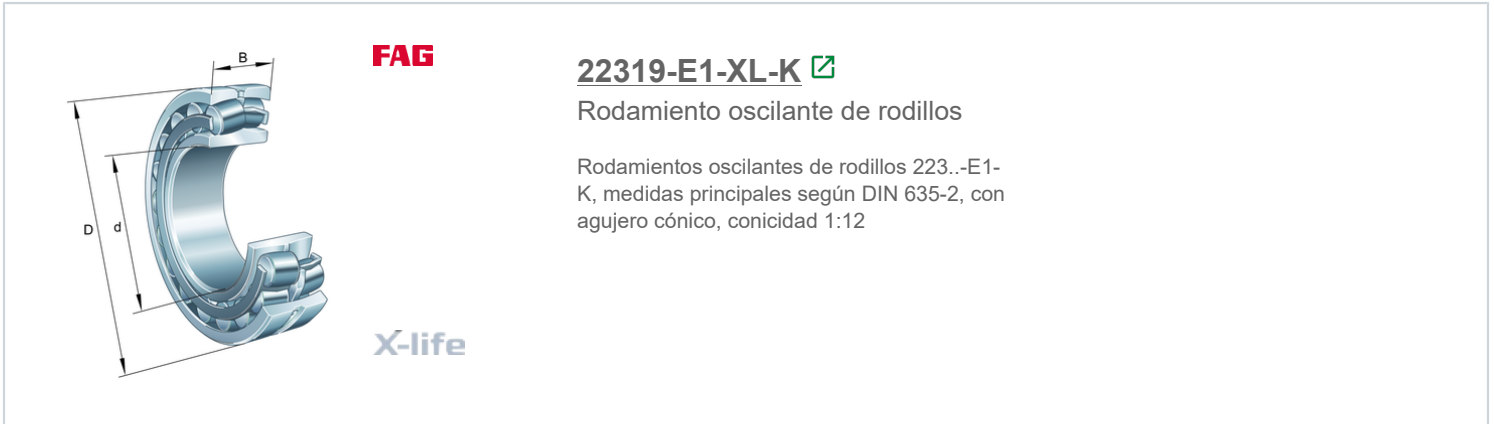 B
FAG
22319-E1-XL-K
Rodamiento oscilante de rodillos
Rodamientos oscilantes de rodillos 223..-E1-
K, medidas principales según DIN 635-2, con
agujero cónico, conicidad 1:12
D
d
X-life